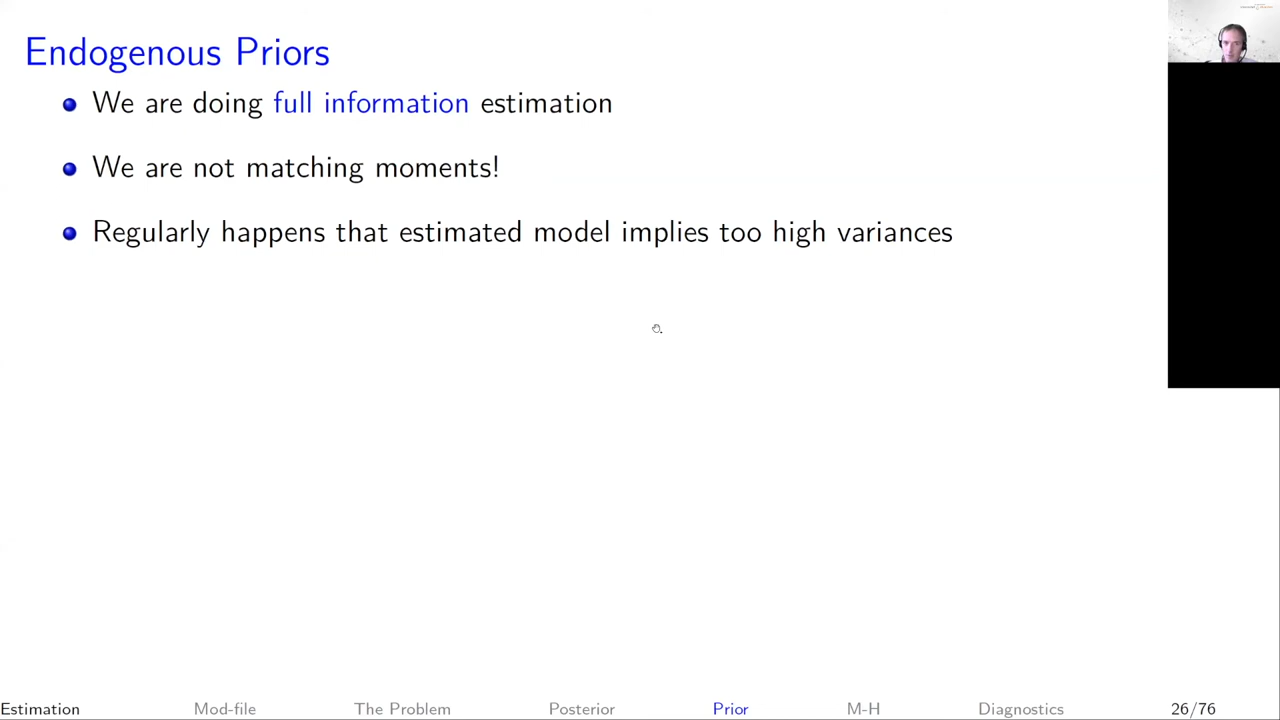 Endogenous Priors
We are doing full information estimation
We are not matching moments!
Regularly happens that estimated model implies too high variances
Estimation Mod-file The Problem Posterior Prior M-H Diagnostics 26/76